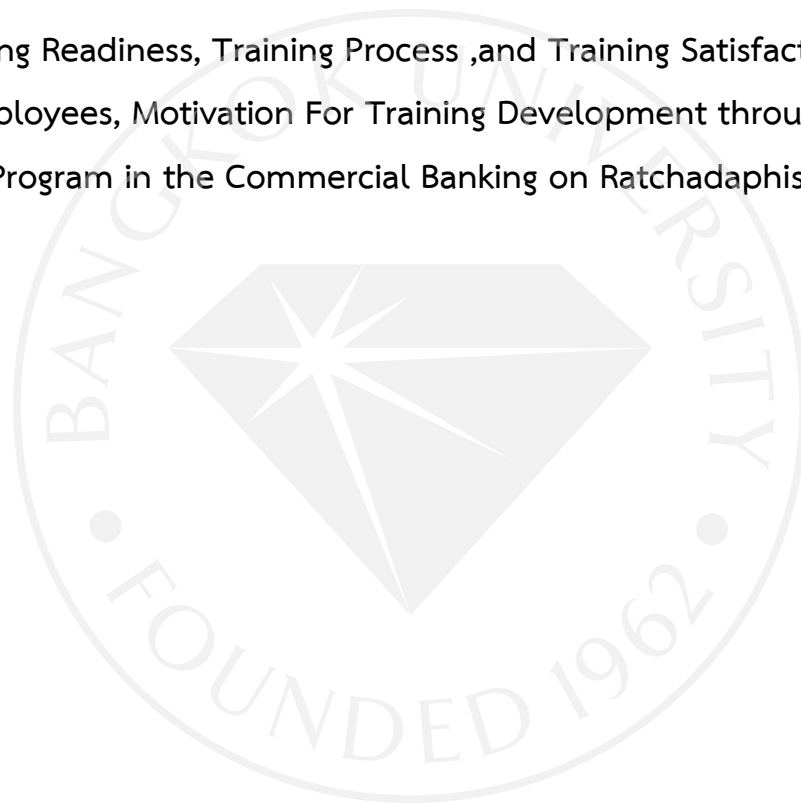 ng Readiness, Training Process ,and Training Satisfact
ployees, Motivation For Training Development throu
Program in the Commercial Banking on Ratchadaphis
BANGKOK UNIVERSITY
FOUNDED 1962